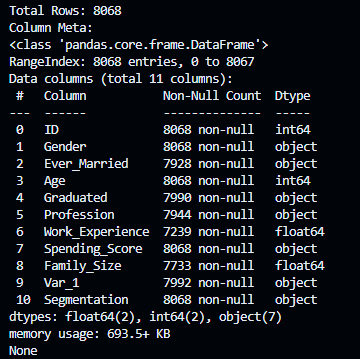 Total Rows: 8068
Column Meta:
<class 'pandas.core.frame.DataFrame'>
RangeIndex: 8068 entries, 0 to 8067
Data columns (total 11 columns):
 #   Column           Non-Null Count  Dtype
---  ------           --------------  -----
 0   ID               8068 non-null   int64
 1   Gender           8068 non-null   object
 2   Ever_Married     7928 non-null   object
 3   Age              8068 non-null   int64
 4   Graduated        7990 non-null   object
 5   Profession       7944 non-null   object
 6   Work_Experience  7239 non-null   float64
 7   Spending_Score   8068 non-null   object
 8   Family_Size      7733 non-null   float64
 9   Var_1            7992 non-null   object
 10  Segmentation     8068 non-null   object
dtypes: float64(2), int64(2), object(7)
memory usage: 693.5+ KB
None